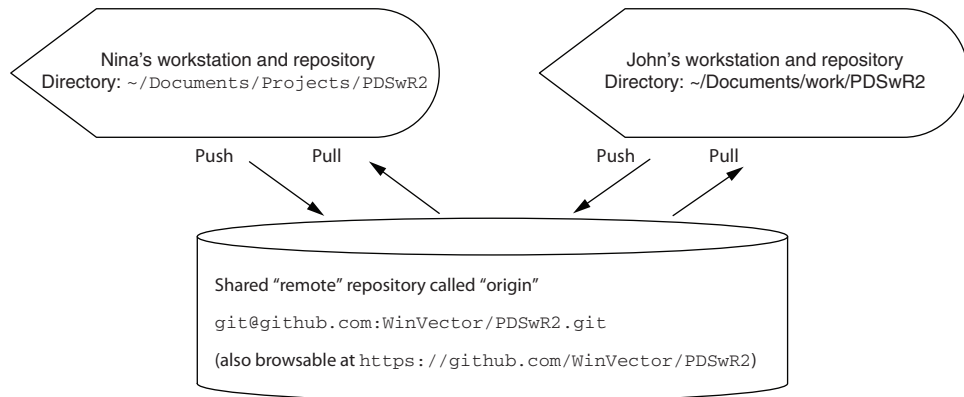 Nina’s workstation and repository
Directory: ~/Documents/Projects/PDSwR2
John’s workstation and repository
Directory: ~/Documents/work/PDSwR2
Push
Pull
Push
Pull
Shared “remote” repository called “origin”
git@github.com:WinVector/PDSwR2.git
(also browsable at https://github.com/WinVector/PDSwR2)